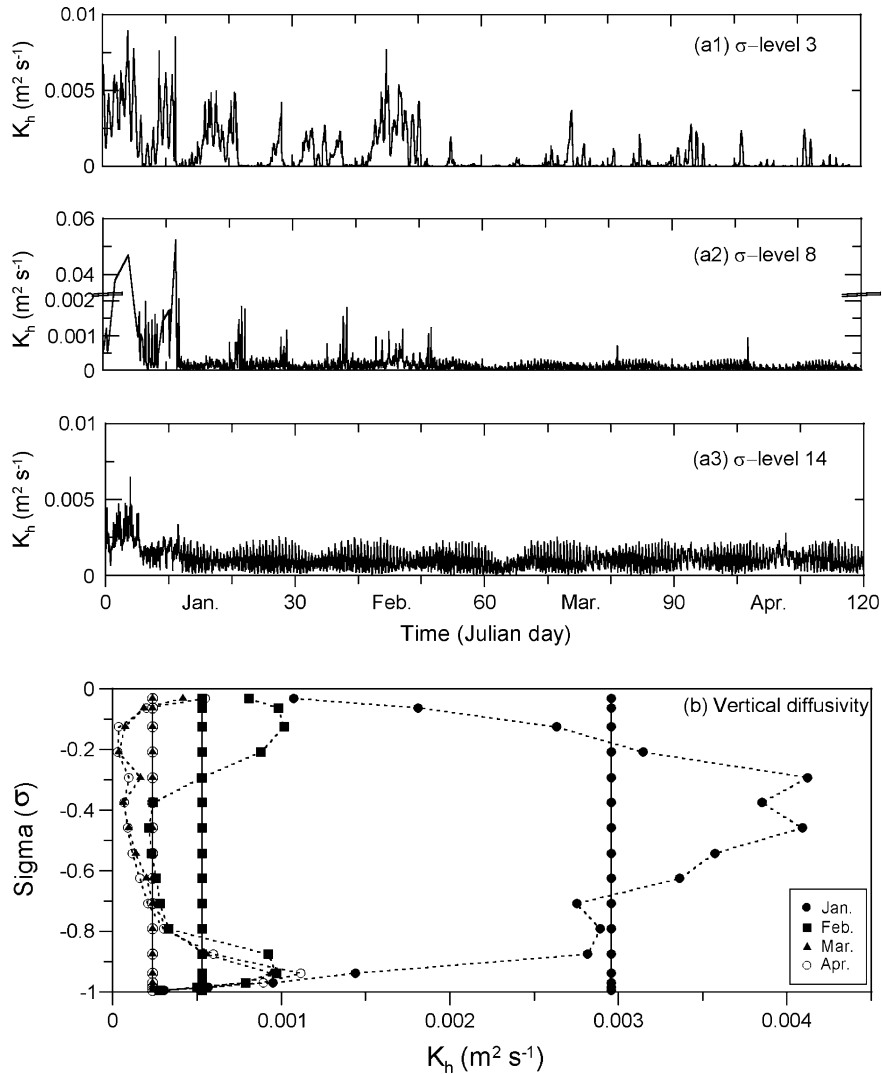 0.01
0.005
0
K_h (m² s⁻¹)
(a1) σ−level 3
0.06
0.04
0.002
0.001
0
K_h (m² s⁻¹)
(a2) σ−level 8
0.01
0.005
0
K_h (m² s⁻¹)
(a3) σ−level 14
0 Jan. 30 Feb. 60 Mar. 90 Apr. 120
Time (Julian day)
0
-0.2
-0.4
-0.6
-0.8
-1
Sigma (σ)
(b) Vertical diffusivity
Jan.
Feb.
Mar.
Apr.
0 0.001 0.002 0.003 0.004
K_h (m² s⁻¹)